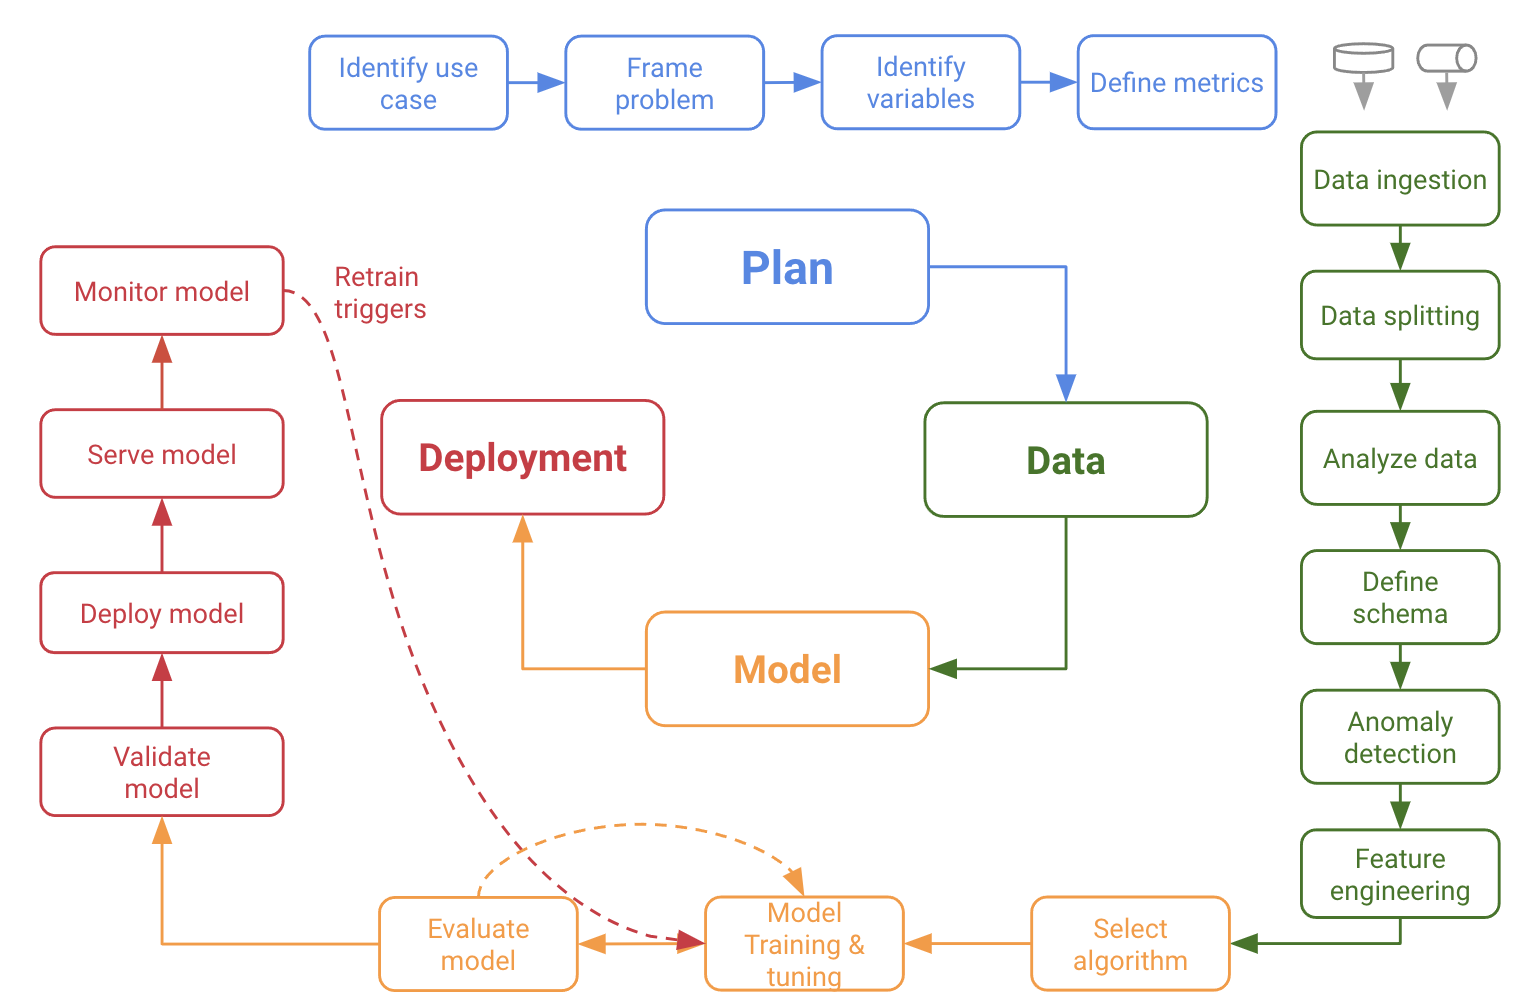 Identify use
case
Frame
problem
Identify
variables
Define metrics
Data ingestion
Data splitting
Analyze data
Define
schema
Anomaly
detection
Feature
engineering
Plan
Data
Model
Deployment
Select
algorithm
Model
Training &
tuning
Evaluate
model
Validate
model
Deploy model
Serve model
Monitor model
Retrain
triggers